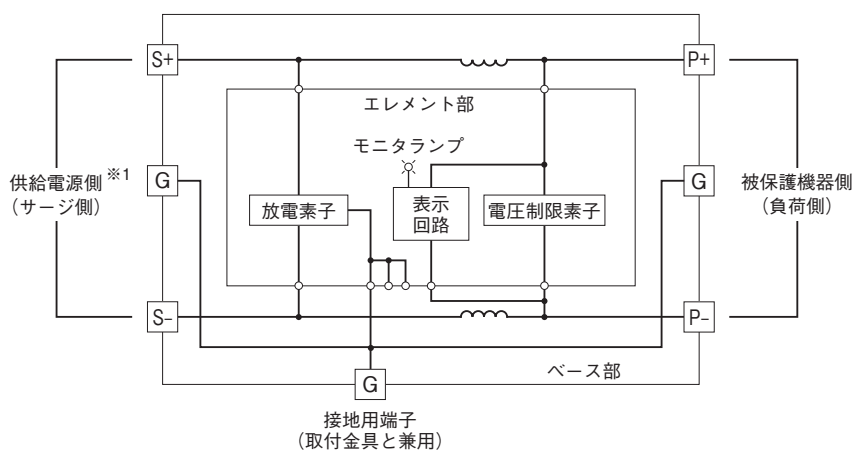 S+
P+
エレメント部
モニタランプ
供給電源側※1
（サージ側）
G
G
被保護機器側
（負荷側）
放電素子
表示
回路
電圧制限素子
S−
P−
ベース部
G
接地用端子
（取付金具と兼用）